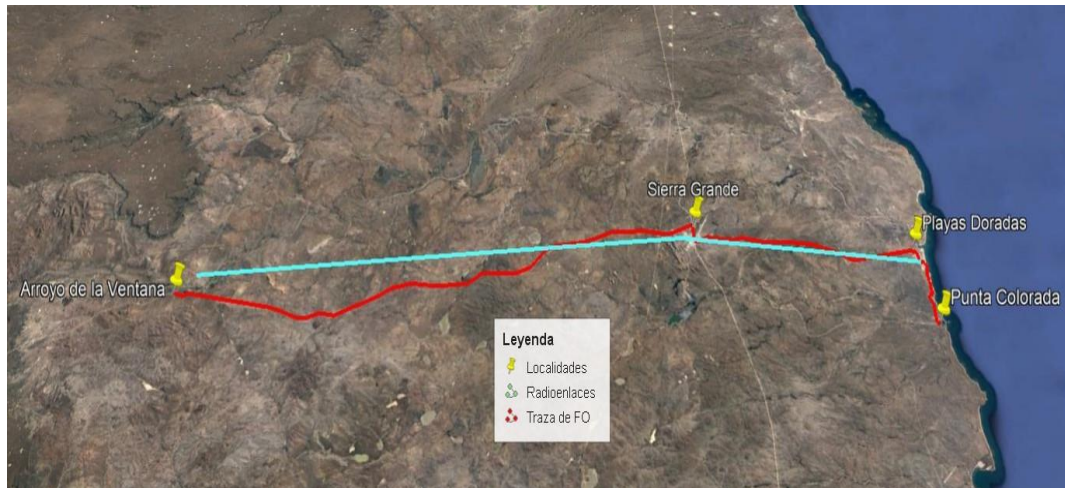 Sierra Grande
Playas Doradas
Arroyo de la Ventana
Punta Colorada
Leyenda
Localidades
Radioenlaces
Traza de FO